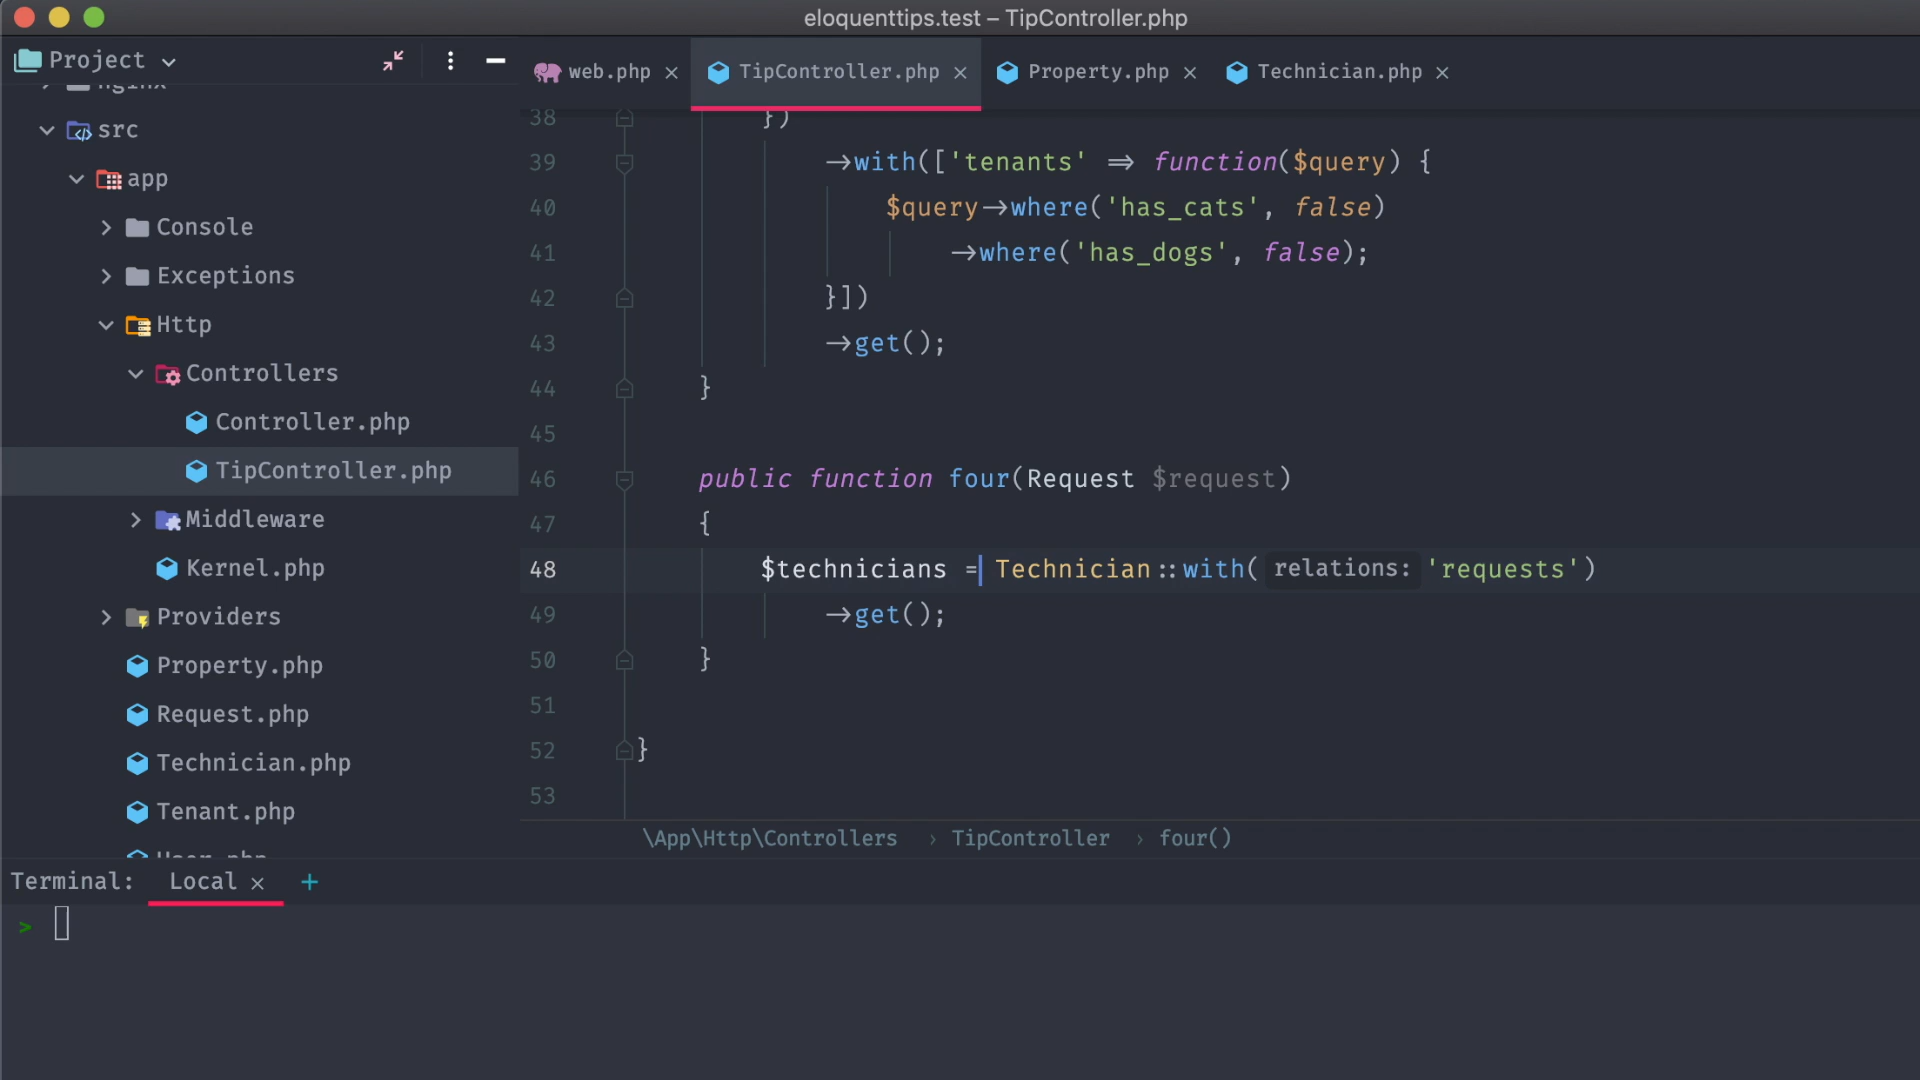 eloquenttips.test – TipController.php
Project
web.php
TipController.php
Property.php
Technician.php
nginx
src
app
Console
Exceptions
Http
Controllers
Controller.php
TipController.php
Middleware
Kernel.php
Providers
Property.php
Request.php
Technician.php
Tenant.php
User.php
38 })
39 →with(['tenants' ⇒ function($query) {
40 $query→where('has_cats', false)
41 →where('has_dogs', false);
42 }])
43 →get();
44 }
45
46 public function four(Request $request)
47 {
48 $technicians = Technician::with( relations: 'requests')
49 →get();
50 }
51
52 }
53
\App\Http\Controllers › TipController › four()
Terminal: Local × +
>